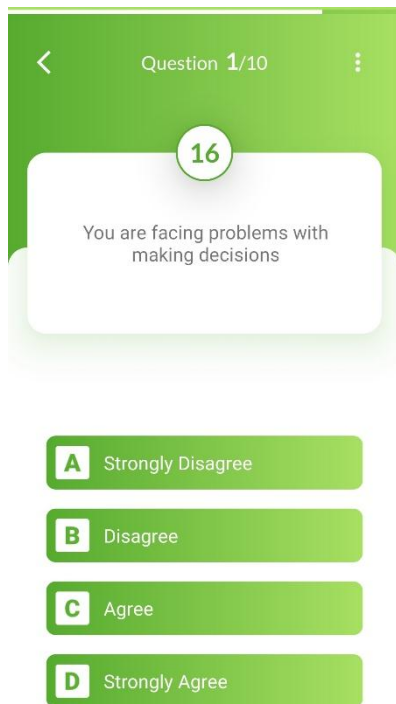 Question 1/10
16
You are facing problems with
making decisions
A Strongly Disagree
B Disagree
C Agree
D Strongly Agree